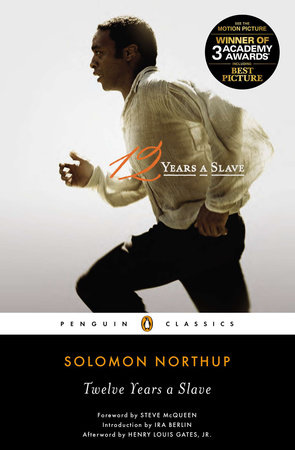 SEE THE
MOTION PICTURE
WINNER OF
3 ACADEMY
AWARDS®
INCLUDING
BEST
PICTURE
12 YEARS A SLAVE
PENGUIN CLASSICS
SOLOMON NORTHUP
Twelve Years a Slave
Foreword by STEVE McQUEEN
Introduction by IRA BERLIN
Afterword by HENRY LOUIS GATES, JR.